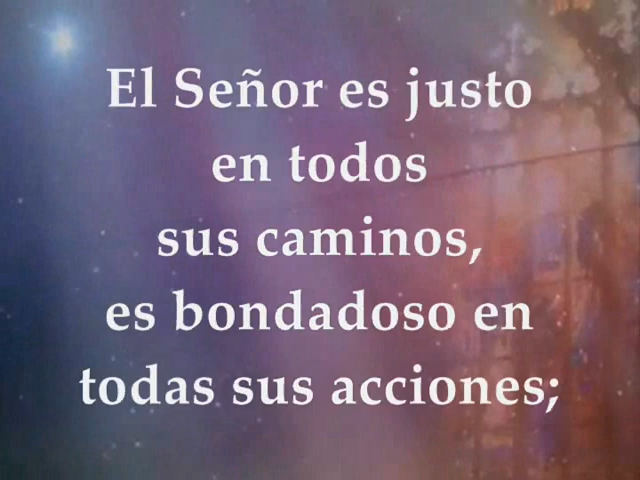 El Señor es justo
en todos
sus caminos,
es bondadoso en
todas sus acciones;